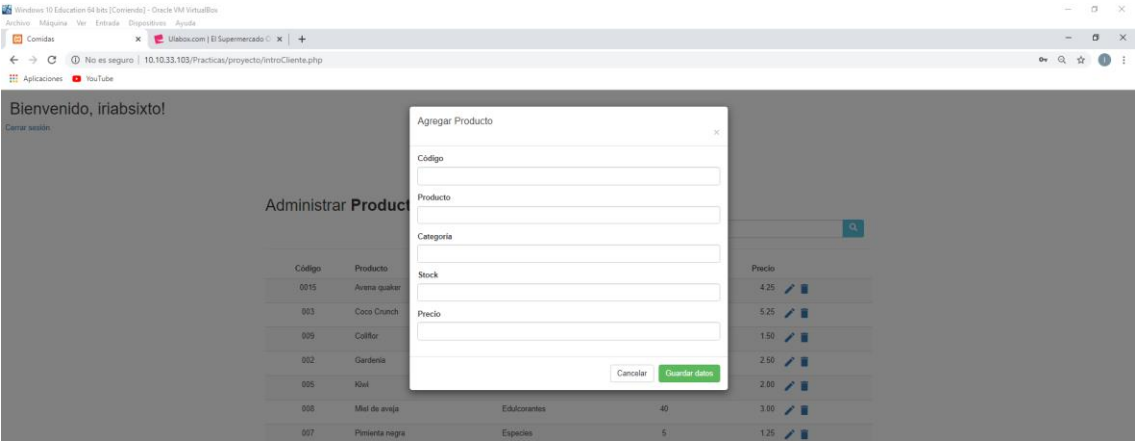 Windows 10 Education 64 bits [Corriendo] - Oracle VM VirtualBox
Archivo Máquina Ver Entrada Dispositivos Ayuda
Comidas
Ulabox.com | El Supermercado O
No es seguro | 10.10.33.103/Practicas/proyecto/introCliente.php
Aplicaciones YouTube
Bienvenido, iriabsixto!
Cerrar sesión
Agregar Producto
Código
Producto
Categoría
Stock
Precio
Cancelar Guardar datos
Administrar Product
Código Producto Precio
0015 Avena quaker 4.25
003 Coco Crunch 5.25
009 Coliflor 1.50
002 Gardenia 2.50
005 Kiwi 2.00
008 Miel de aveja Edulcorantes 40 3.00
007 Pimienta negra Especies 5 1.25